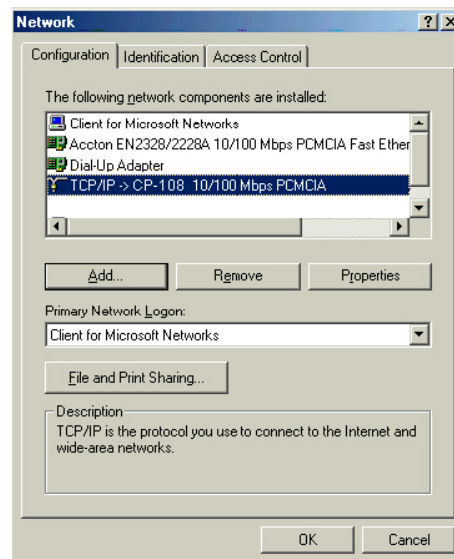 Network
Configuration Identification Access Control
The following network components are installed:
Client for Microsoft Networks
Accton EN2328/2228A 10/100 Mbps PCMCIA Fast Ether
Dial-Up Adapter
TCP/IP -> CP-108 10/100 Mbps PCMCIA
Add... Remove Properties
Primary Network Logon:
Client for Microsoft Networks
File and Print Sharing...
Description
TCP/IP is the protocol you use to connect to the Internet and
wide-area networks.
OK Cancel